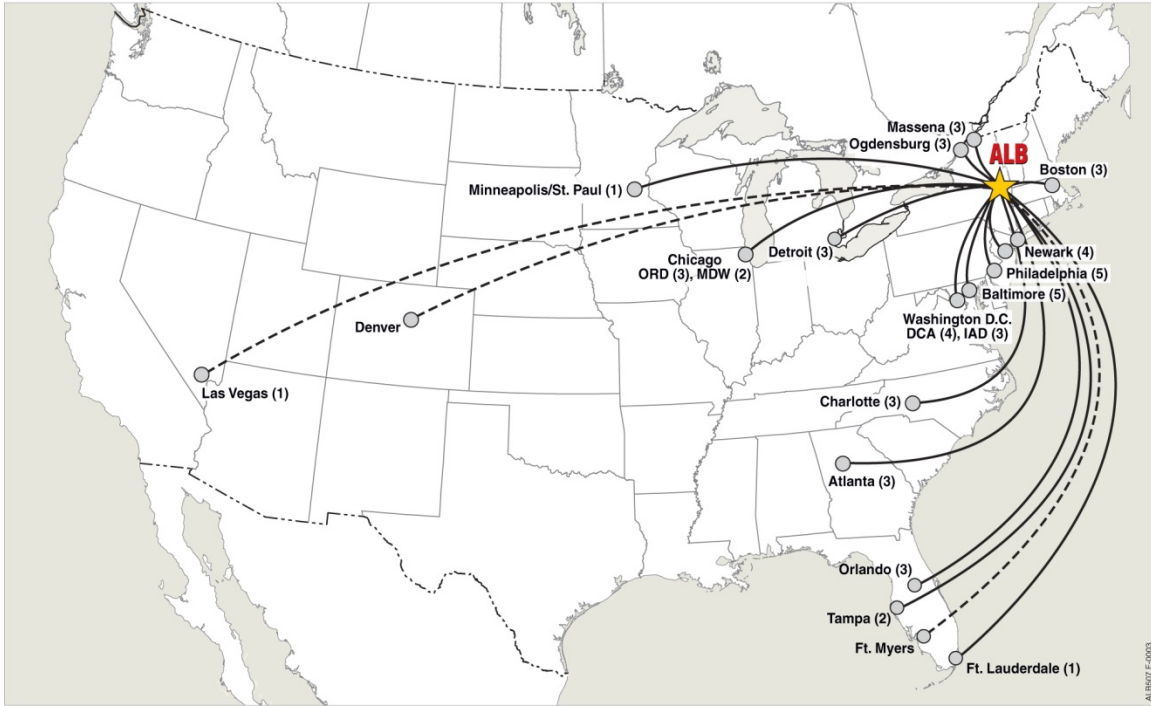 Massena (3)
Ogdensburg (3)
ALB
Boston (3)
Minneapolis/St. Paul (1)
Detroit (3)
Chicago
ORD (3), MDW (2)
Newark (4)
Philadelphia (5)
Baltimore (5)
Washington D.C.
DCA (4), IAD (3)
Denver
Las Vegas (1)
Charlotte (3)
Atlanta (3)
Orlando (3)
Tampa (2)
Ft. Myers
Ft. Lauderdale (1)
ALB507 F-0003